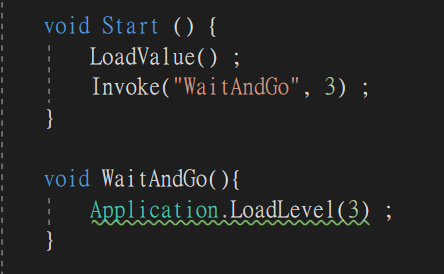 void Start () {
LoadValue() ;
Invoke("WaitAndGo", 3) ;
}
void WaitAndGo(){
Application.LoadLevel(3) ;
}